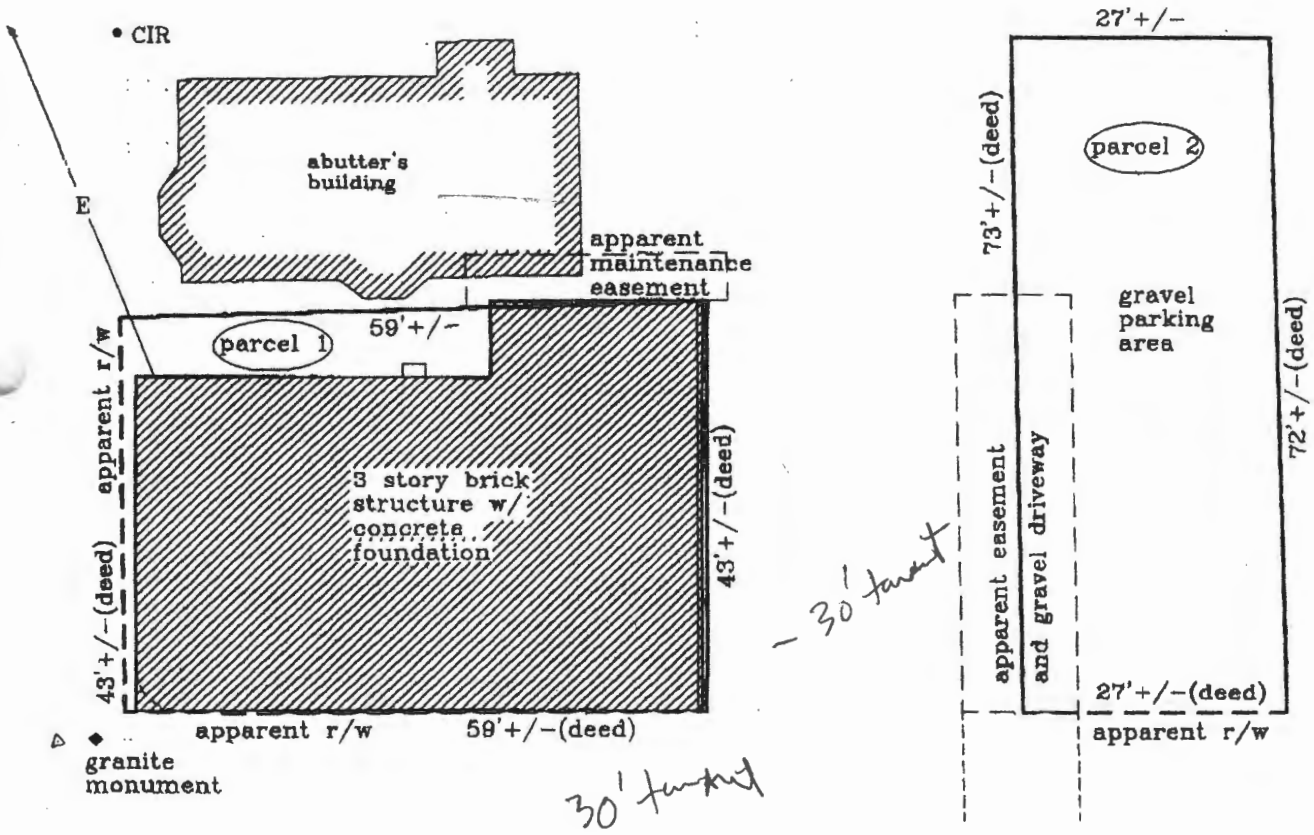 CIR
27'+/-
E
abutter's
building
apparent
maintenance
easement
59'+/-
parcel 1
apparent r/w
43'+/-(deed)
3 story brick
structure w/
concrete
foundation
43'+/-(deed)
apparent r/w
59'+/-(deed)
granite
monument
- 30'
30'
73'+/-(deed)
parcel 2
gravel
parking
area
72'+/-(deed)
apparent easement
and gravel driveway
27'+/-(deed)
apparent r/w